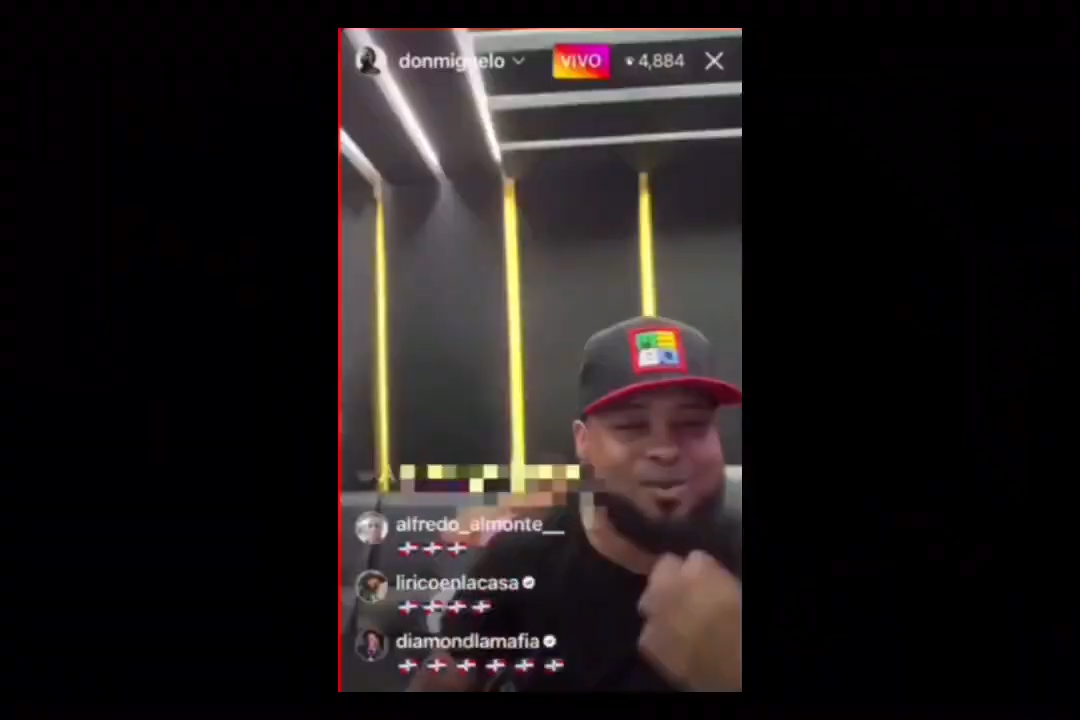 donmiguelo
VIVO
4,884
alfredo_almonte__
🇩🇴🇩🇴🇩🇴
liricoenlacasa
🇩🇴🇩🇴🇩🇴🇩🇴
diamondlamafia
🇩🇴🇩🇴🇩🇴🇩🇴🇩🇴🇩🇴